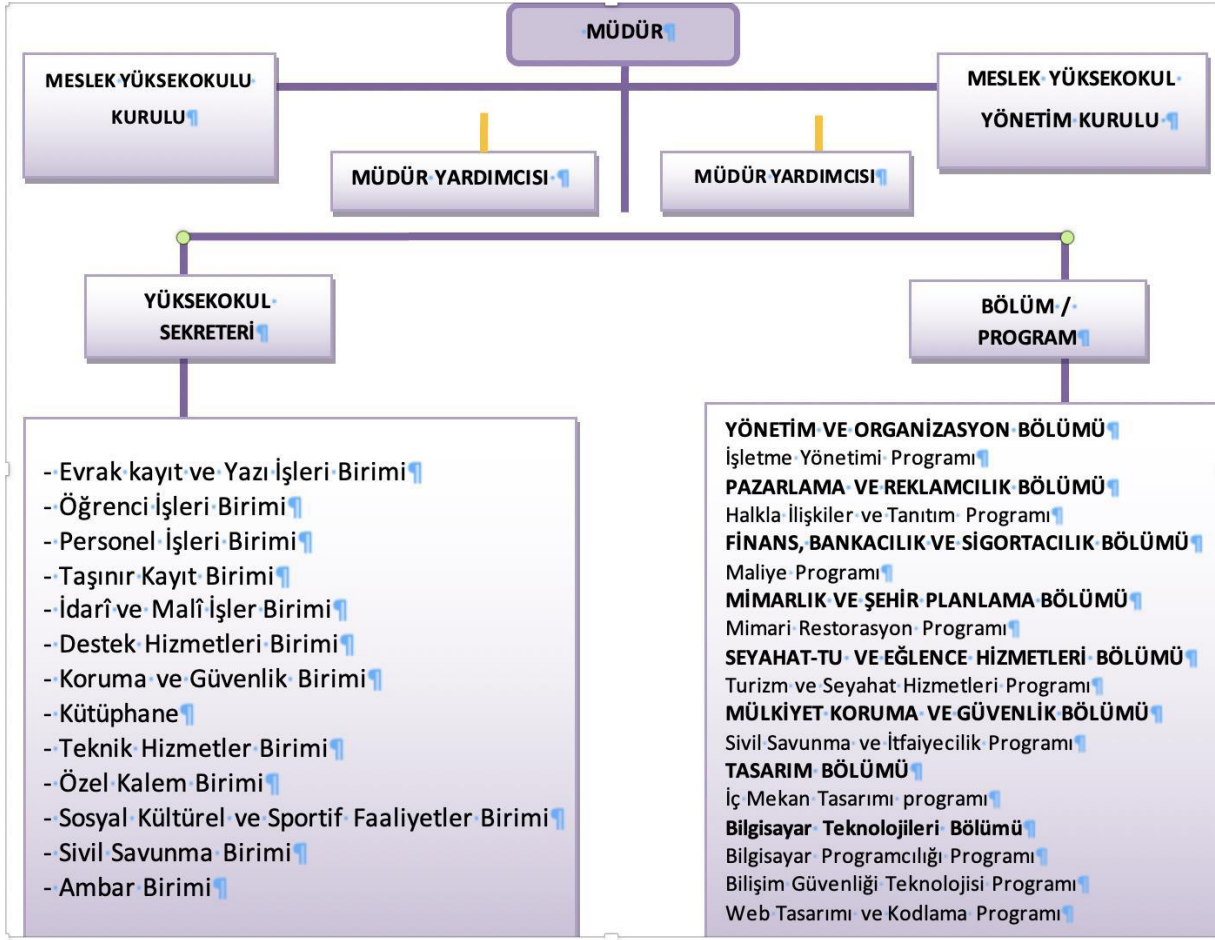 MÜDÜR
MESLEK YÜKSEKOKULU
KURULU
MESLEK YÜKSEKOKUL
YÖNETİM KURULU
MÜDÜR YARDIMCISI
MÜDÜR YARDIMCISI
YÜKSEKOKUL
SEKRETERİ
BÖLÜM /
PROGRAM
- Evrak kayıt ve Yazı İşleri Birimi
- Öğrenci İşleri Birimi
- Personel İşleri Birimi
- Taşınır Kayıt Birimi
- İdarî ve Malî İşler Birimi
- Destek Hizmetleri Birimi
- Koruma ve Güvenlik Birimi
- Kütüphane
- Teknik Hizmetler Birimi
- Özel Kalem Birimi
- Sosyal Kültürel ve Sportif Faaliyetler Birimi
- Sivil Savunma Birimi
- Ambar Birimi
YÖNETİM VE ORGANİZASYON BÖLÜMÜ
İşletme Yönetimi Programı
PAZARLAMA VE REKLAMCILIK BÖLÜMÜ
Halkla İlişkiler ve Tanıtım Programı
FİNANS, BANKACILIK VE SİGORTACILIK BÖLÜMÜ
Maliye Programı
MİMARLIK VE ŞEHİR PLANLAMA BÖLÜMÜ
Mimari Restorasyon Programı
SEYAHAT-TU VE EĞLENCE HİZMETLERİ BÖLÜMÜ
Turizm ve Seyahat Hizmetleri Programı
MÜLKİYET KORUMA VE GÜVENLİK BÖLÜMÜ
Sivil Savunma ve İtfaiyecilik Programı
TASARIM BÖLÜMÜ
İç Mekan Tasarımı programı
Bilgisayar Teknolojileri Bölümü
Bilgisayar Programcılığı Programı
Bilişim Güvenliği Teknolojisi Programı
Web Tasarımı ve Kodlama Programı